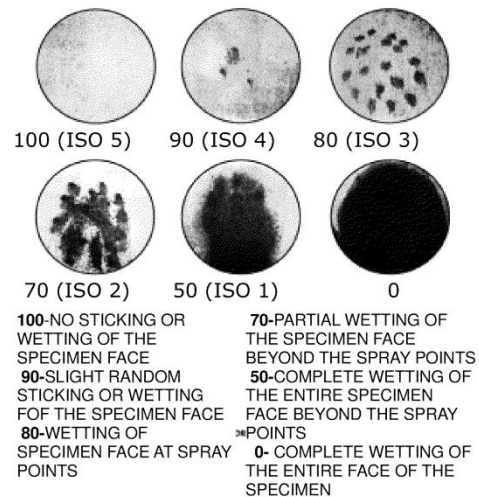 100 (ISO 5)
90 (ISO 4)
80 (ISO 3)
70 (ISO 2)
50 (ISO 1)
0
100-NO STICKING OR
WETTING OF THE
SPECIMEN FACE
90-SLIGHT RANDOM
STICKING OR WETTING
FOF THE SPECIMEN FACE
80-WETTING OF
SPECIMEN FACE AT SPRAY
POINTS
70-PARTIAL WETTING OF
THE SPECIMEN FACE
BEYOND THE SPRAY POINTS
50-COMPLETE WETTING OF
THE ENTIRE SPECIMEN
FACE BEYOND THE SPRAY
POINTS
0- COMPLETE WETTING OF
THE ENTIRE FACE OF THE
SPECIMEN